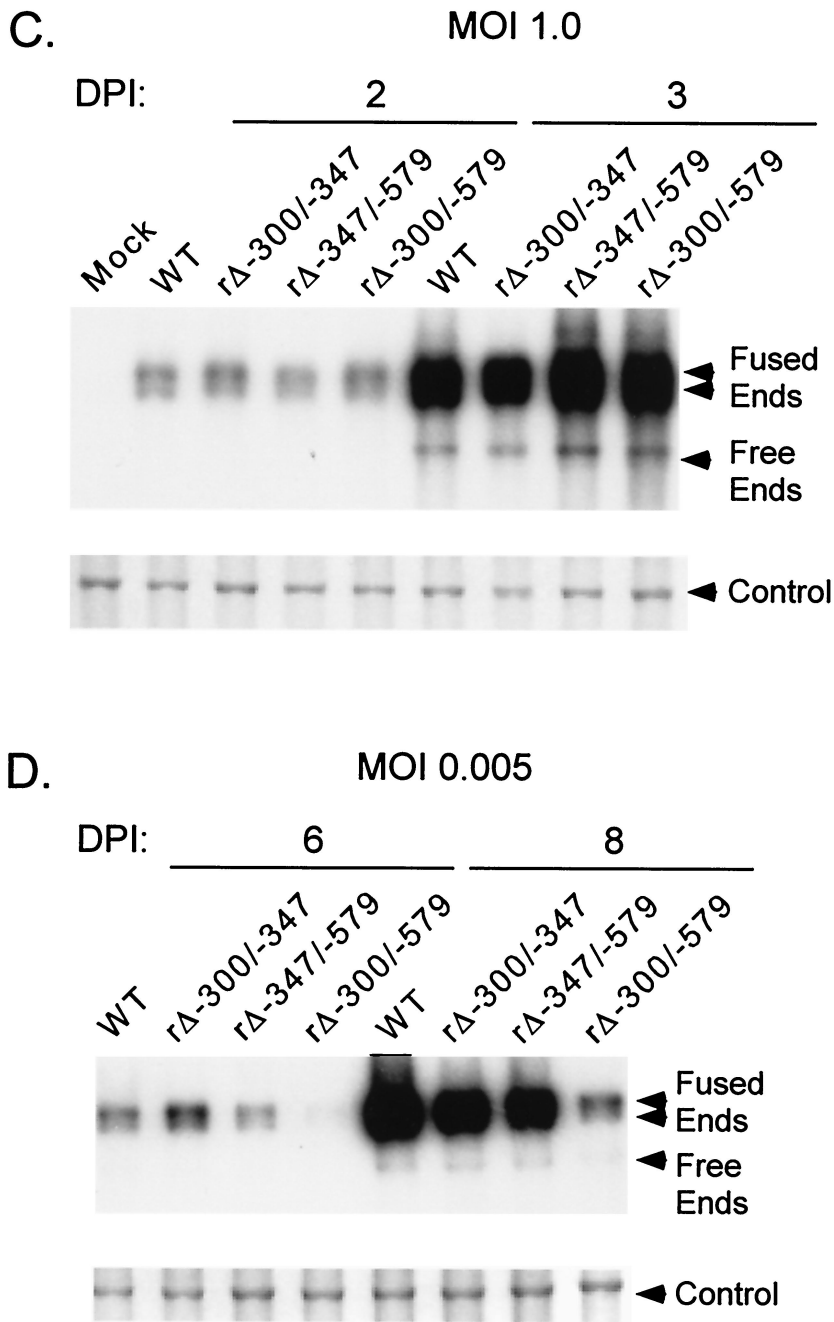 C.
MOI 1.0
DPI: 2 3
Mock WT rΔ-300/-347 rΔ-347/-579 rΔ-300/-579 WT rΔ-300/-347 rΔ-347/-579 rΔ-300/-579
Fused
Ends
Free
Ends
Control
D.
MOI 0.005
DPI: 6 8
WT rΔ-300/-347 rΔ-347/-579 rΔ-300/-579 WT rΔ-300/-347 rΔ-347/-579 rΔ-300/-579
Fused
Ends
Free
Ends
Control